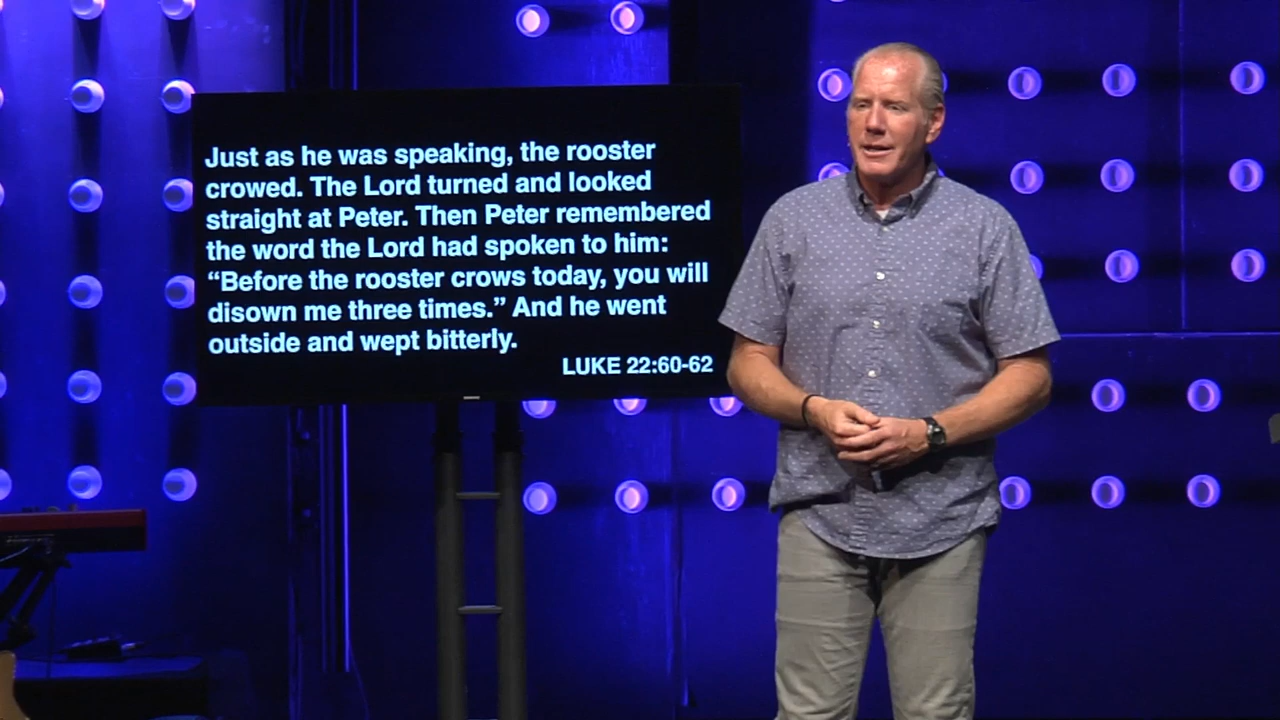 Just as he was speaking, the rooster
crowed. The Lord turned and looked
straight at Peter. Then Peter remembered
the word the Lord had spoken to him:
“Before the rooster crows today, you will
disown me three times.” And he went
outside and wept bitterly.
LUKE 22:60-62